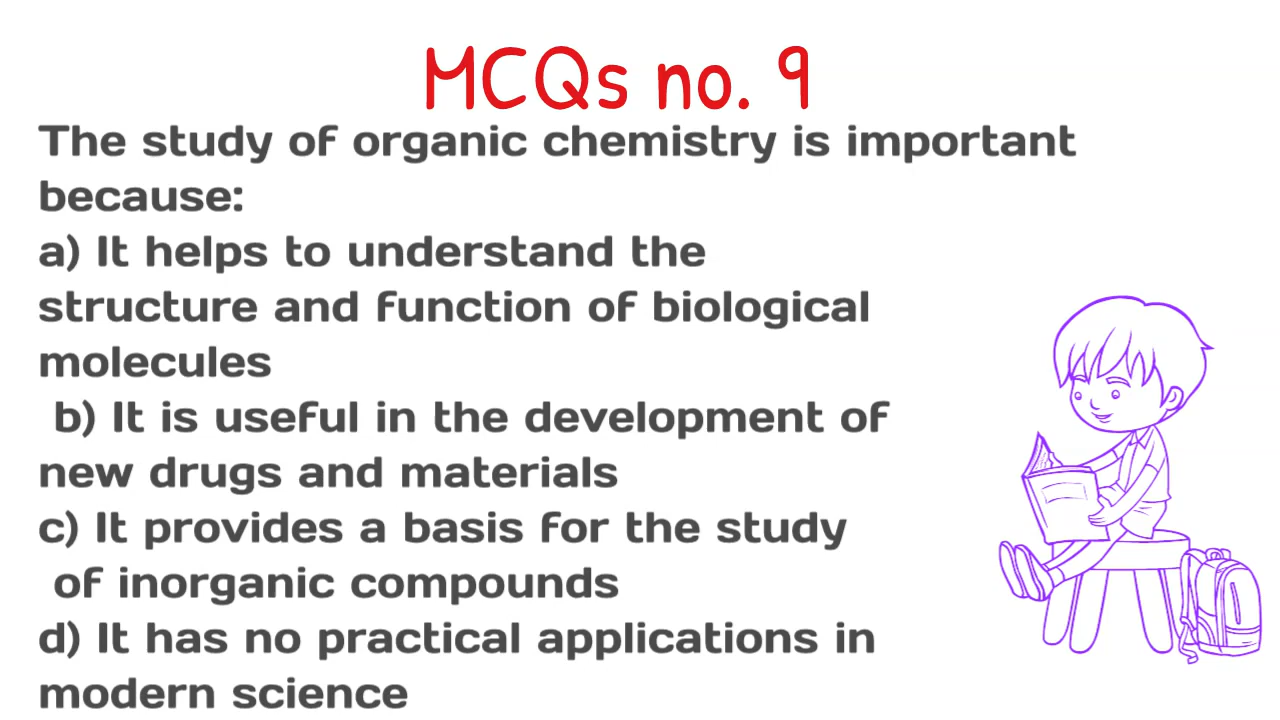 MCQs no. 9
The study of organic chemistry is important
because:
a) It helps to understand the
structure and function of biological
molecules
b) It is useful in the development of
new drugs and materials
c) It provides a basis for the study
of inorganic compounds
d) It has no practical applications in
modern science